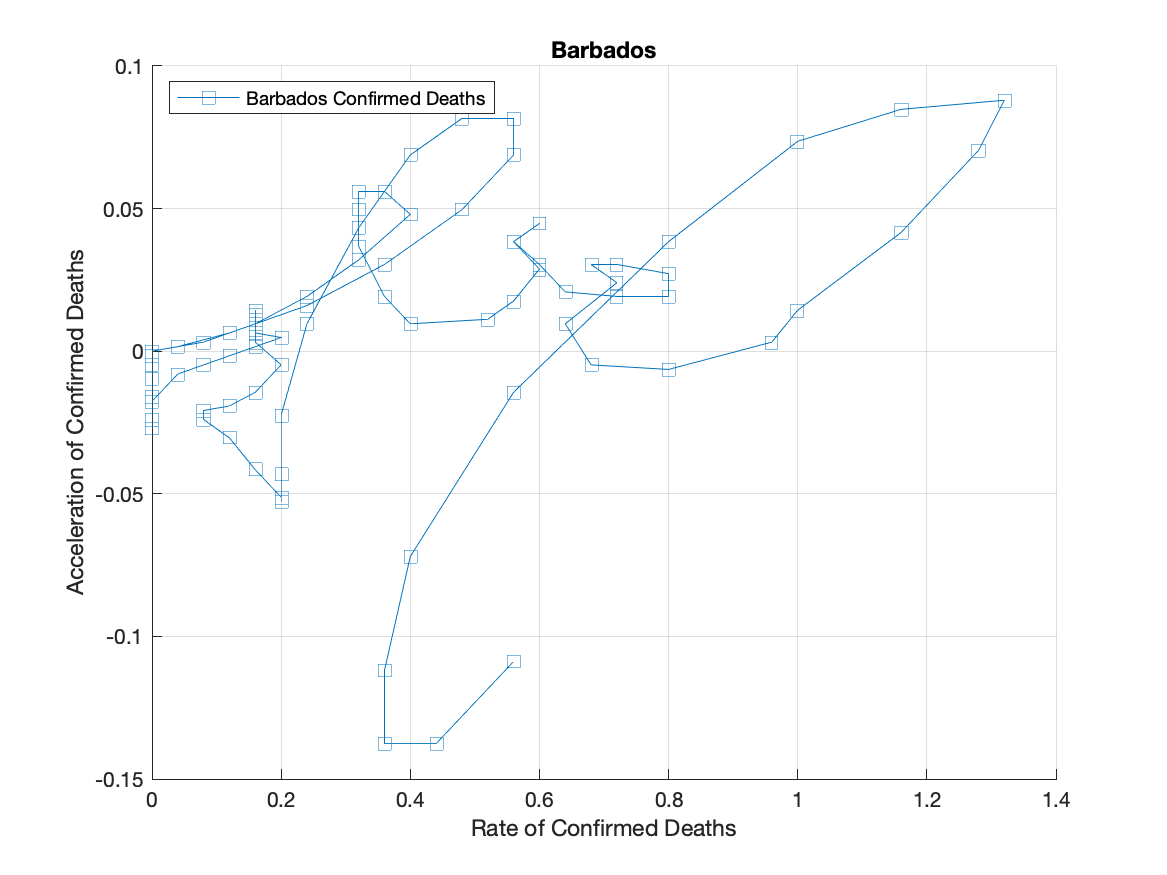 Barbados
Barbados Confirmed Deaths
0.1
0.05
0
-0.05
-0.1
-0.15
Acceleration of Confirmed Deaths
0 0.2 0.4 0.6 0.8 1 1.2 1.4
Rate of Confirmed Deaths